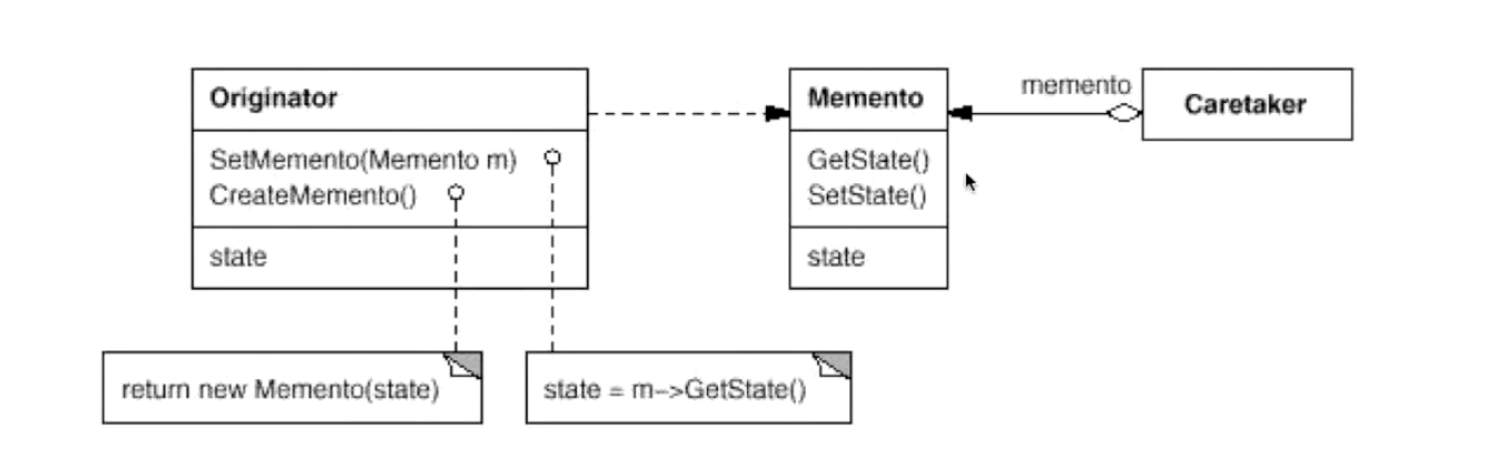 Originator
SetMemento(Memento m)
CreateMemento()
state
return new Memento(state)
state = m->GetState()
Memento
GetState()
SetState()
state
memento
Caretaker